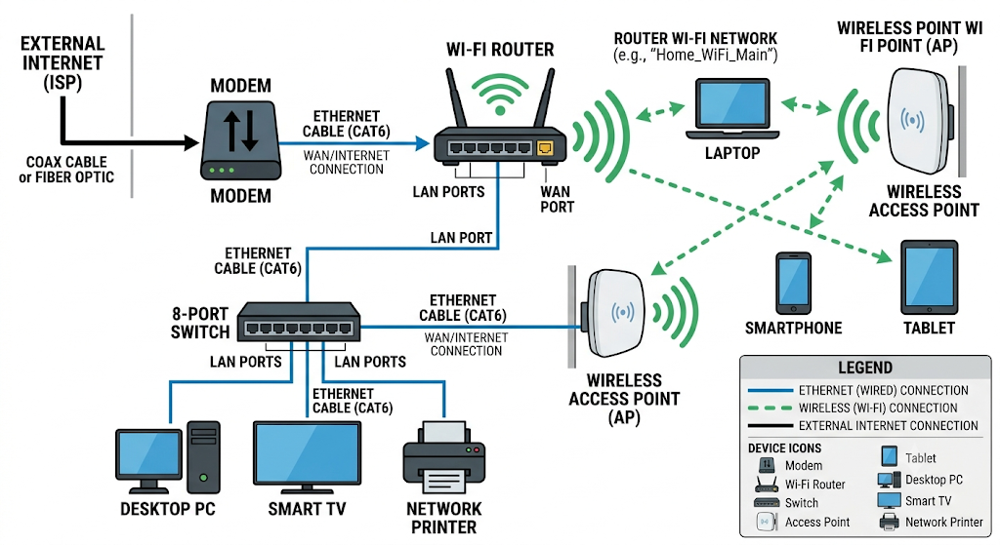 EXTERNAL
INTERNET
(ISP)
COAX CABLE
or FIBER OPTIC
MODEM
MODEM
ETHERNET
CABLE (CAT6)
WAN/INTERNET
CONNECTION
WI-FI ROUTER
LAN PORTS
WAN
PORT
LAN PORT
ROUTER WI-FI NETWORK
(e.g., “Home_WiFi_Main”)
LAPTOP
WIRELESS POINT WI
FI POINT (AP)
WIRELESS
ACCESS POINT
ETHERNET
CABLE (CAT6)
8-PORT
SWITCH
LAN PORTS
LAN PORTS
ETHERNET
CABLE (CAT6)
WAN/INTERNET
CONNECTION
WIRELESS
ACCESS POINT
(AP)
SMARTPHONE
TABLET
ETHERNET
CABLE (CAT6)
DESKTOP PC
SMART TV
NETWORK
PRINTER
LEGEND
ETHERNET (WIRED) CONNECTION
WIRELESS (WI-FI) CONNECTION
EXTERNAL INTERNET CONNECTION
DEVICE ICONS
Modem
Wi-Fi Router
Switch
Access Point
Tablet
Desktop PC
Smart TV
Network Printer